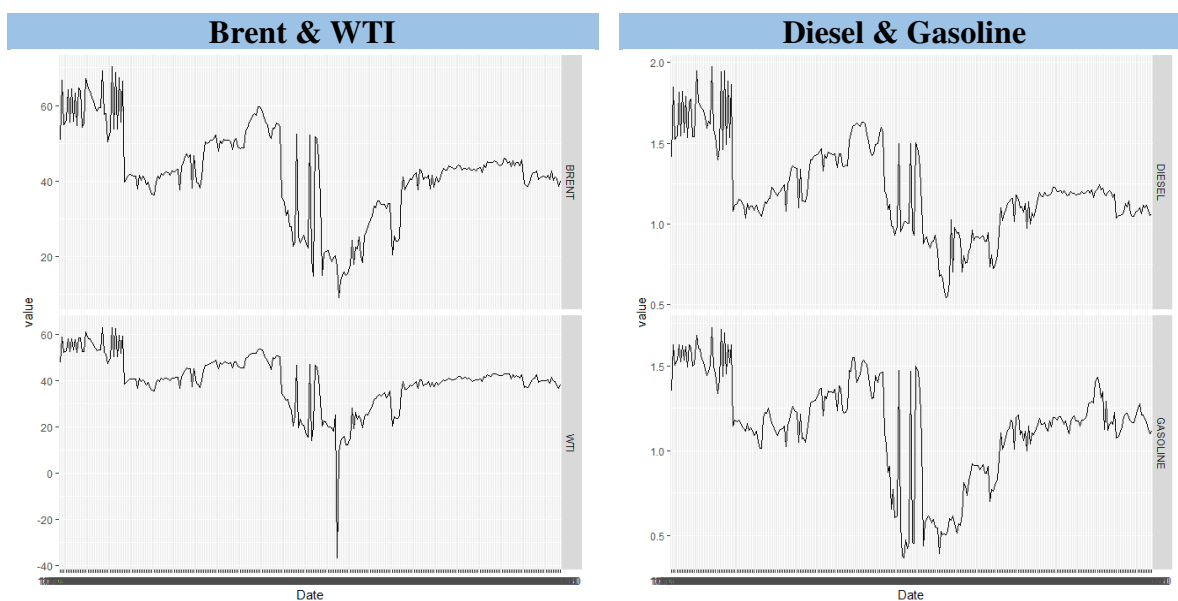 Brent & WTI
60
40
20
BRENT
value
60
40
20
0
-20
-40
WTI
Date
Diesel & Gasoline
2.0
1.5
1.0
0.5
DIESEL
value
1.5
1.0
0.5
GASOLINE
Date